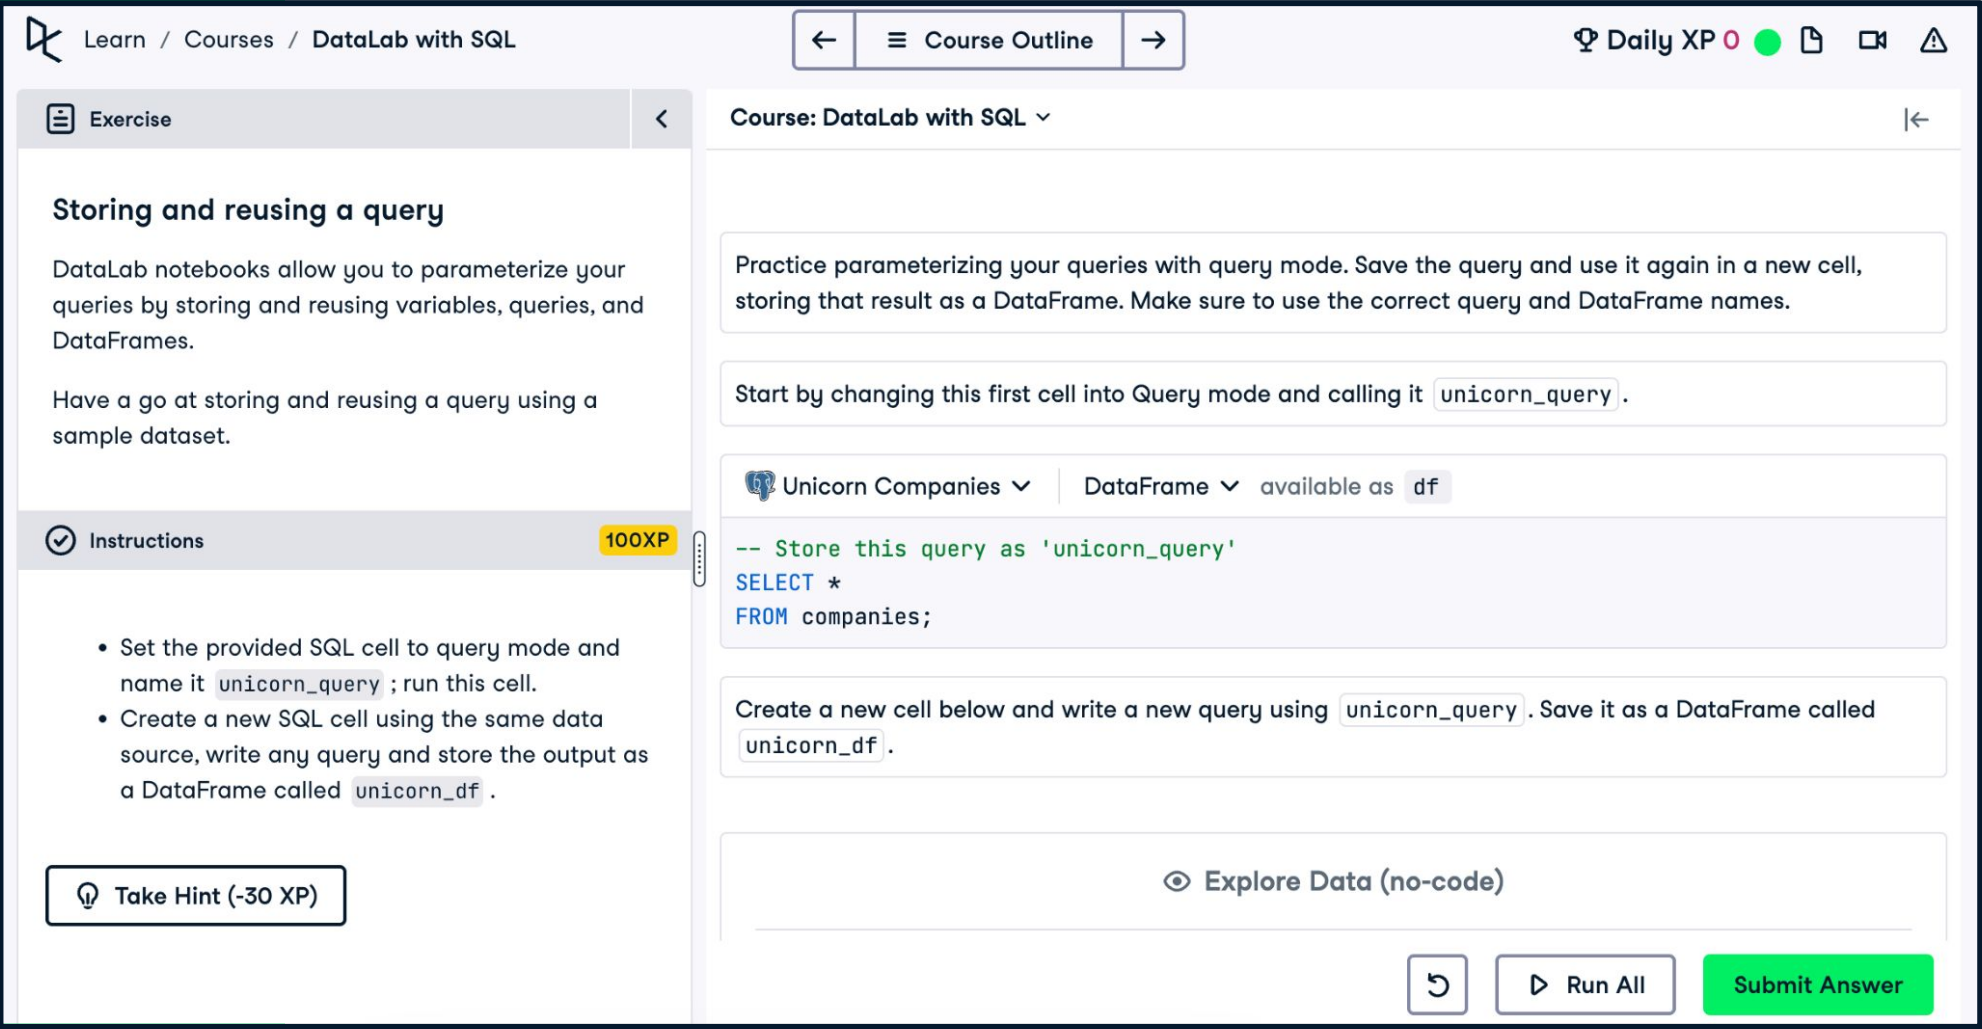 Learn / Courses / DataLab with SQL
Course Outline
Daily XP 0
Exercise
Storing and reusing a query
DataLab notebooks allow you to parameterize your
queries by storing and reusing variables, queries, and
DataFrames.
Have a go at storing and reusing a query using a
sample dataset.
Instructions
100XP
• Set the provided SQL cell to query mode and
name it unicorn_query ; run this cell.
• Create a new SQL cell using the same data
source, write any query and store the output as
a DataFrame called unicorn_df .
Take Hint (-30 XP)
Course: DataLab with SQL
Practice parameterizing your queries with query mode. Save the query and use it again in a new cell,
storing that result as a DataFrame. Make sure to use the correct query and DataFrame names.
Start by changing this first cell into Query mode and calling it unicorn_query .
Unicorn Companies DataFrame available as df
-- Store this query as 'unicorn_query'
SELECT *
FROM companies;
Create a new cell below and write a new query using unicorn_query . Save it as a DataFrame called
unicorn_df .
Explore Data (no-code)
Run All
Submit Answer